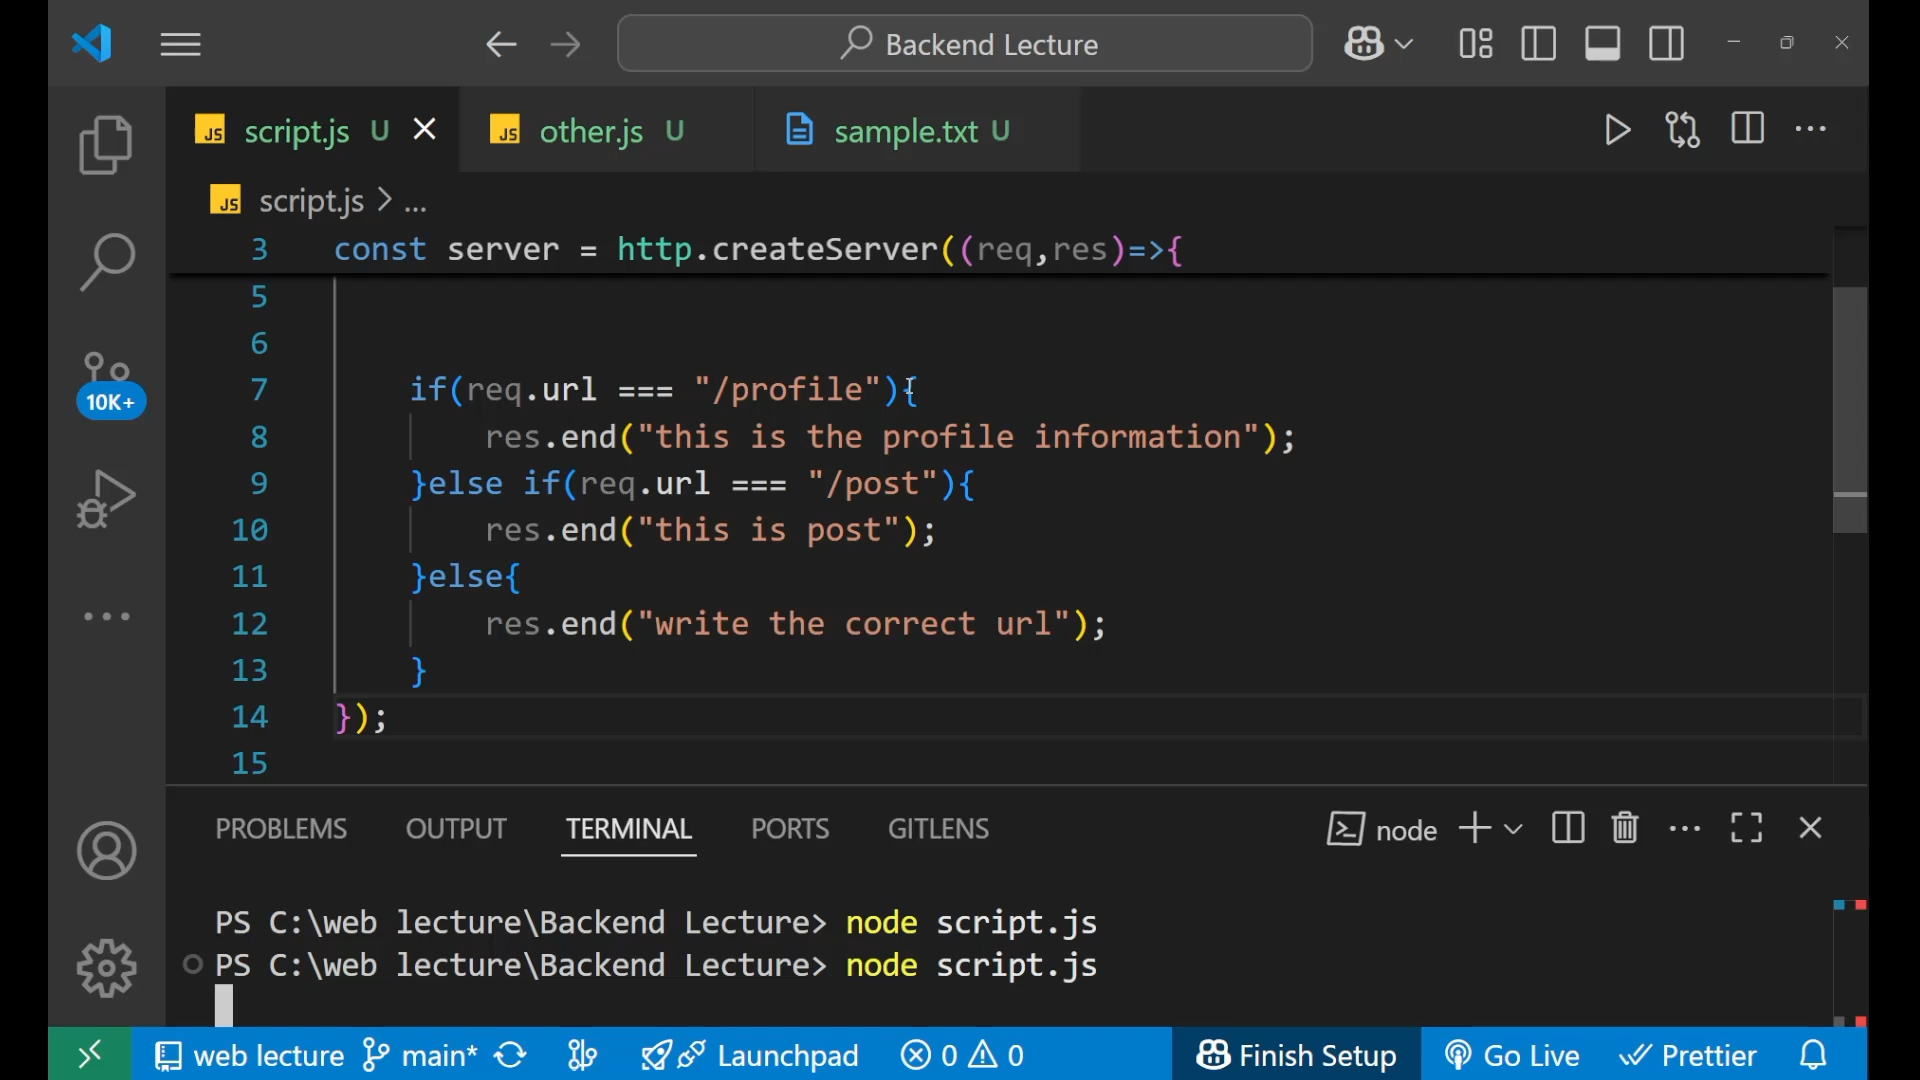 Backend Lecture
JS script.js U JS other.js U sample.txt U
JS script.js > ...
3 const server = http.createServer((req,res)=>{
5
6
7 if(req.url === "/profile"){
8 res.end("this is the profile information");
9 }else if(req.url === "/post"){
10 res.end("this is post");
11 }else{
12 res.end("write the correct url");
13 }
14 });
15
10K+
PROBLEMS OUTPUT TERMINAL PORTS GITLENS node
PS C:\web lecture\Backend Lecture> node script.js
PS C:\web lecture\Backend Lecture> node script.js
web lecture main* Launchpad 0 0 Finish Setup Go Live Prettier